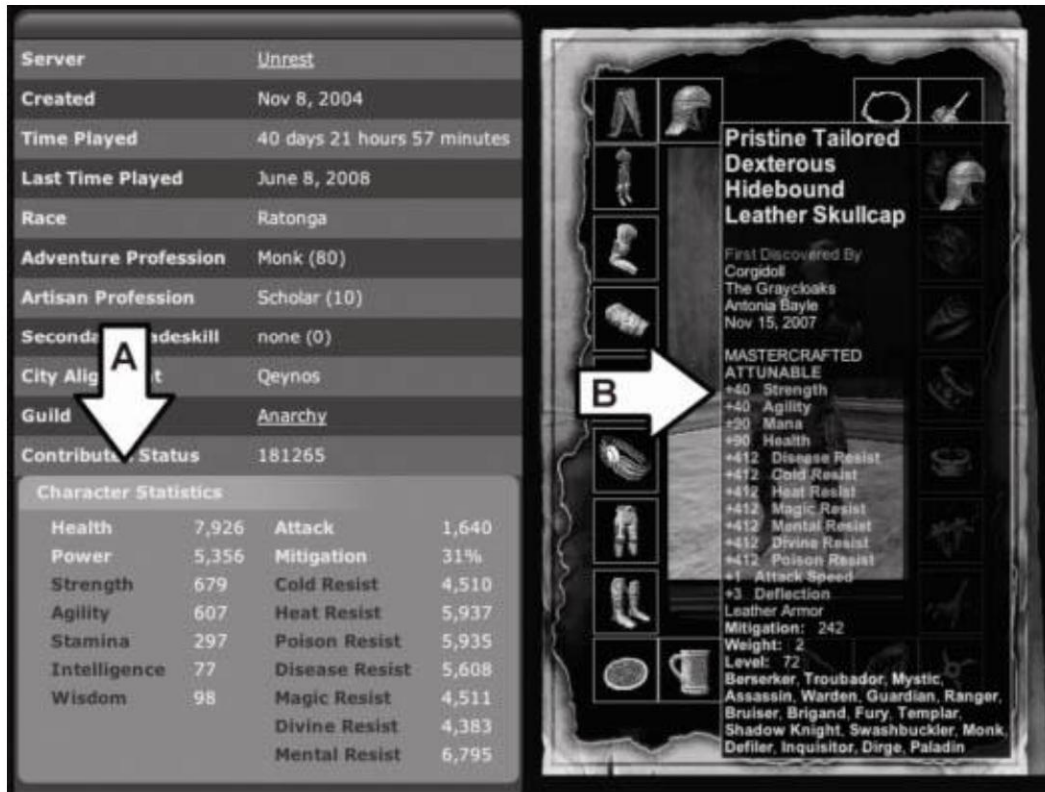 Server Unrest
Created Nov 8, 2004
Time Played 40 days 21 hours 57 minutes
Last Time Played June 8, 2008
Race Ratonga
Adventure Profession Monk (80)
Artisan Profession Scholar (10)
adeskill none (0)
A
City Qeynos
Guild Anarchy
Status 181265
Character Statistics
Health 7,926 Attack 1,640
Power 5,356 Mitigation 31%
Strength 679 Cold Resist 4,510
Agility 607 Heat Resist 5,937
Stamina 297 Poison Resist 5,935
Intelligence 77 Disease Resist 5,608
Wisdom 98 Magic Resist 4,511
Divine Resist 4,383
Mental Resist 6,795
Pristine Tailored
Dexterous
Hidebound
Leather Skullcap
First Discovered By
Corgidoll
The Graycloaks
Antonia Bayle
Nov 15, 2007
MASTERCRAFTED
ATTUNABLE
B
+40 Strength
+40 Agility
+20 Mana
+90 Health
+412 Disease Resist
+412 Cold Resist
+412 Heat Resist
+412 Magic Resist
+412 Mental Resist
+412 Divine Resist
+412 Poison Resist
+1 Attack Speed
+3 Deflection
Leather Armor
Mitigation: 242
Weight: 2
Level: 72
Berserker, Troubador, Mystic,
Assassin, Warden, Guardian, Ranger,
Bruiser, Brigand, Fury, Templar,
Shadow Knight, Swashbuckler, Monk,
Defiler, Inquisitor, Dirge, Paladin